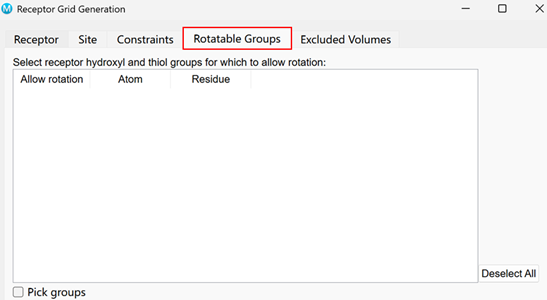 M Receptor Grid Generation
Receptor Site Constraints Rotatable Groups Excluded Volumes
Select receptor hydroxyl and thiol groups for which to allow rotation:
Allow rotation Atom Residue
Deselect All
Pick groups